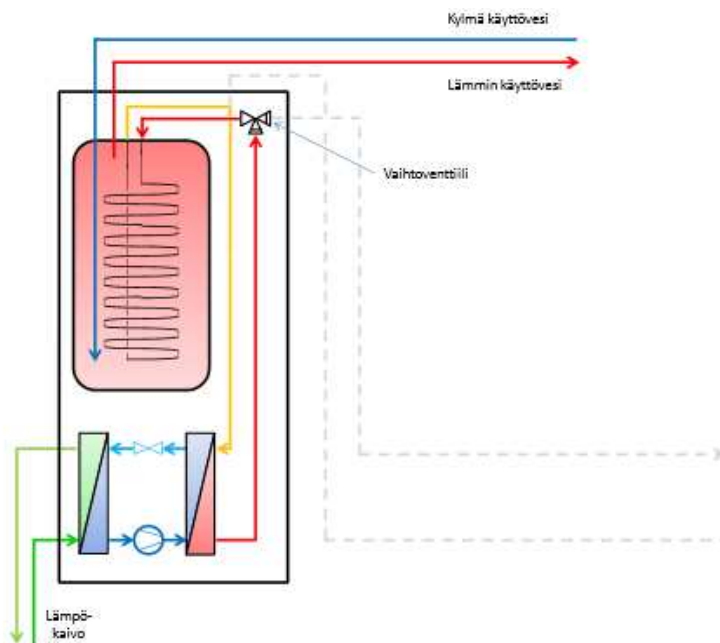 Kylmä käyttövesi
Lämmin käyttövesi
Vaihtoventtiili
Lämpö-
kaivo